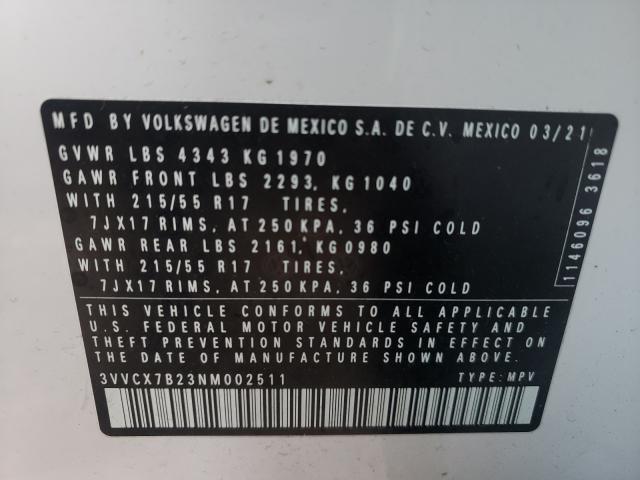 MFD BY VOLKSWAGEN DE MEXICO S.A. DE C.V. MEXICO 03/21
GVWR LBS 4343 KG 1970
GAWR FRONT LBS 2293, KG 1040
WITH 215/55 R17 TIRES,
7JX17 RIMS, AT 250 KPA, 36 PSI COLD
GAWR REAR LBS 2161, KG 0980
WITH 215/55 R17 TIRES,
7JX17 RIMS, AT 250 KPA, 36 PSI COLD
THIS VEHICLE CONFORMS TO ALL APPLICABLE
U.S. FEDERAL MOTOR VEHICLE SAFETY AND
THEFT PREVENTION STANDARDS IN EFFECT ON
THE DATE OF MANUFACTURE SHOWN ABOVE.
3VVCX7B23NM002511 TYPE: MPV
1146096 3618